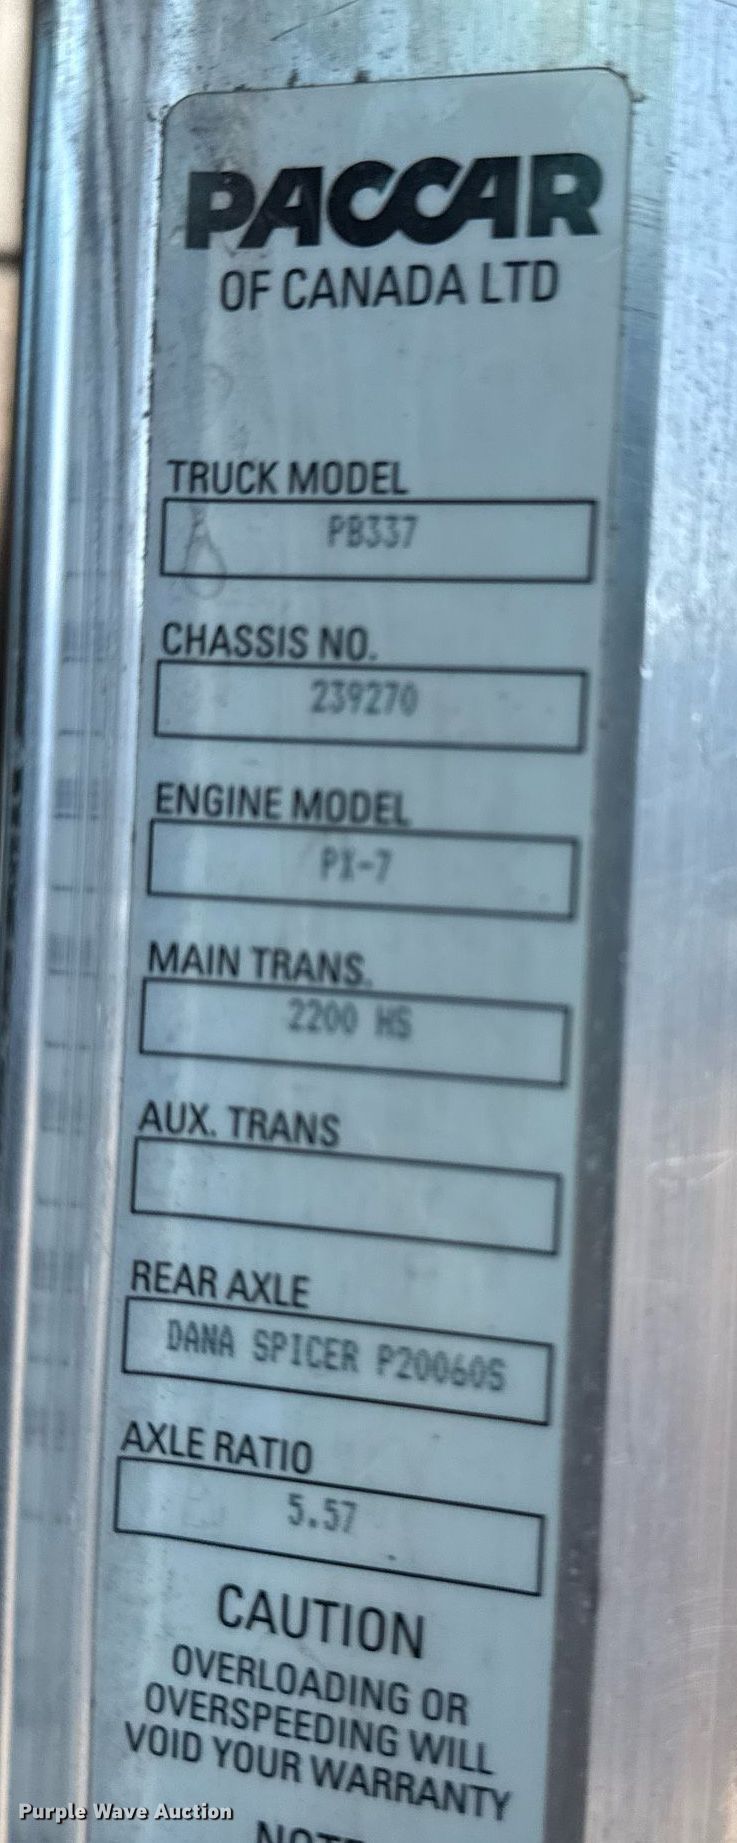 PACCAR
OF CANADA LTD
TRUCK MODEL
PB337
CHASSIS NO.
239270
ENGINE MODEL
PX-7
MAIN TRANS.
2200 HS
AUX. TRANS
REAR AXLE
DANA SPICER P20060S
AXLE RATIO
5.57
CAUTION
OVERLOADING OR
OVERSPEEDING WILL
VOID YOUR WARRANTY
Purple Wave Auction